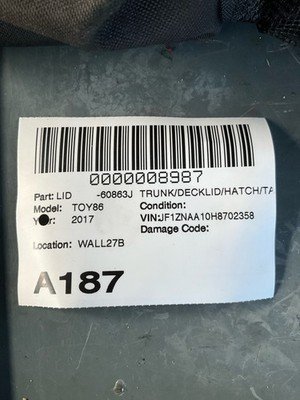 0000008987
Part: LID -60863J TRUNK/DECKLID/HATCH/TA
Model: TOY86 Condition:
Year: 2017 VIN:JF1ZNAA10H8702358
Damage Code:
Location: WALL27B
A187